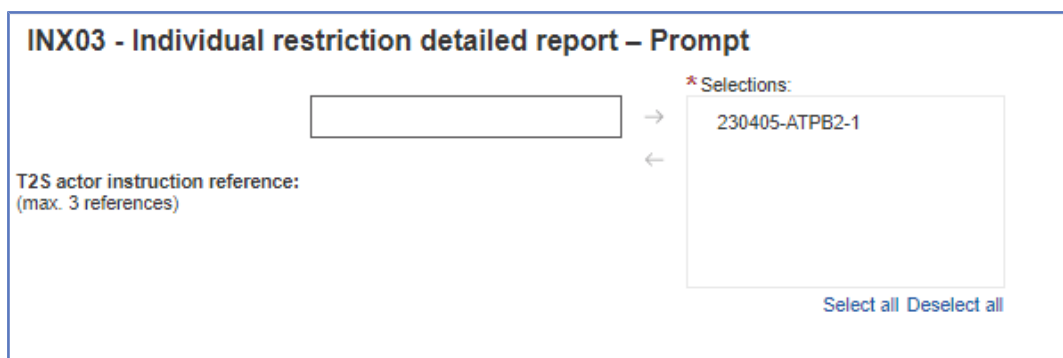 INX03 - Individual restriction detailed report – Prompt
*Selections:
230405-ATPB2-1
T2S actor instruction reference:
(max. 3 references)
Select all Deselect all